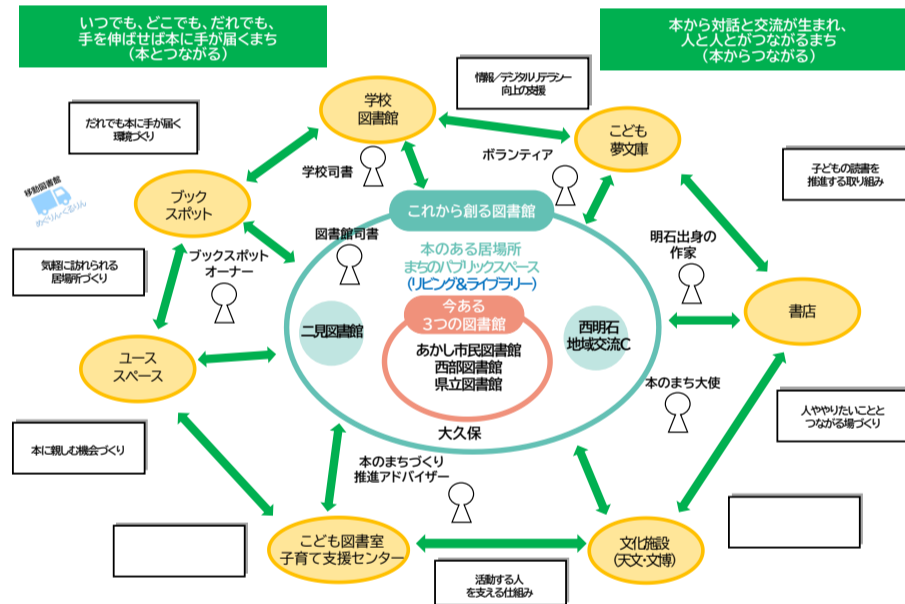 いつでも、どこでも、だれでも、
手を伸ばせば本に手が届くまち
(本とつながる)
本から対話と交流が生まれ、
人と人とがつながるまち
(本からつながる)
情報/デジタルリテラシー
向上の支援
学校
図書館
だれでも本に手が届く
環境づくり
こども
夢文庫
ボランティア
学校司書
子どもの読書を
推進する取り組み
移動図書館
めぐりん・くるりん
ブック
スポット
これから創る図書館
図書館司書
本のある居場所
まちのパブリックスペース
(リビング&ライブラリー)
明石出身の
作家
気軽に訪れられる
居場所づくり
ブックスポット
オーナー
今ある
3つの図書館
書店
二見図書館
西明石
地域交流C
あかし市民図書館
西部図書館
県立図書館
ユース
スペース
本のまち大使
人ややりたいことと
つながる場づくり
大久保
本に親しむ機会づくり
本のまちづくり
推進アドバイザー
こども図書室
子育て支援センター
文化施設
(天文・文博)
活動する人
を支える仕組み